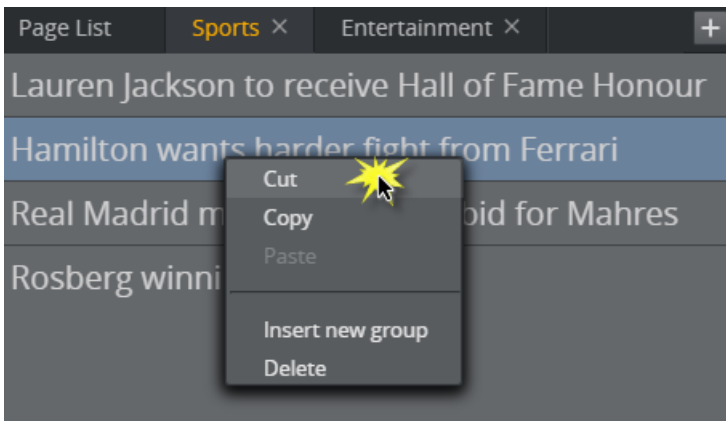 Page List Sports × Entertainment × +
Lauren Jackson to receive Hall of Fame Honour
Hamilton wants harder fight from Ferrari
Cut
Real Madrid m bid for Mahres
Copy
Paste
Rosberg winni
Insert new group
Delete